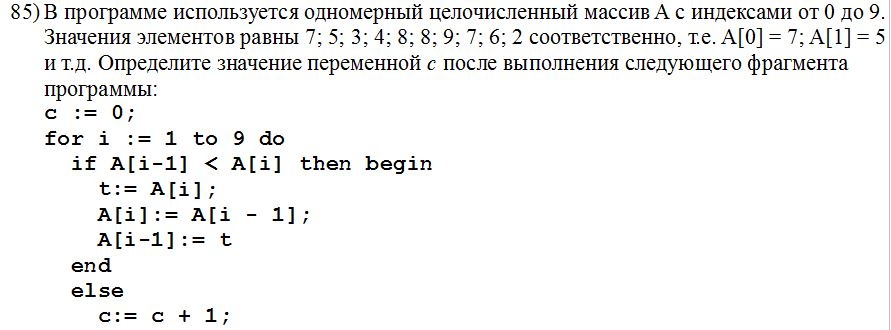 85) В программе используется одномерный целочисленный массив A с индексами от 0 до 9.
Значения элементов равны 7; 5; 3; 4; 8; 8; 9; 7; 6; 2 соответственно, т.е. A[0] = 7; A[1] = 5
и т.д. Определите значение переменной c после выполнения следующего фрагмента
программы:
c := 0;
for i := 1 to 9 do
  if A[i-1] < A[i] then begin
    t:= A[i];
    A[i]:= A[i - 1];
    A[i-1]:= t
  end
  else
    c:= c + 1;